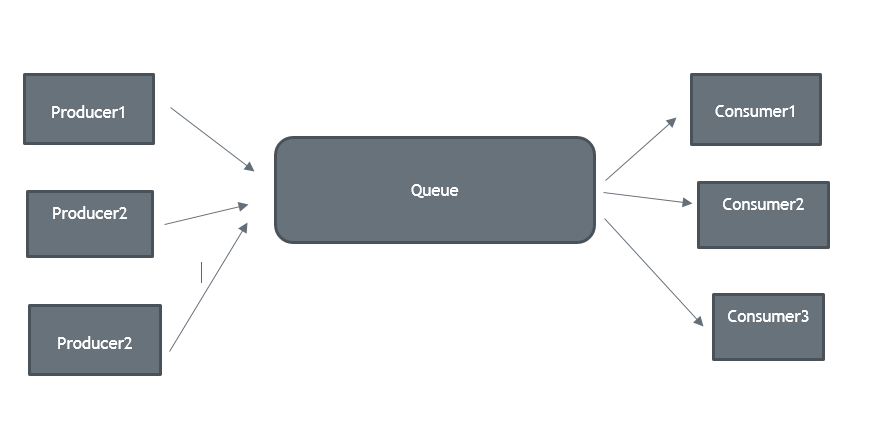 Producer1
Consumer1
Queue
Producer2
Consumer2
Producer2
Consumer3